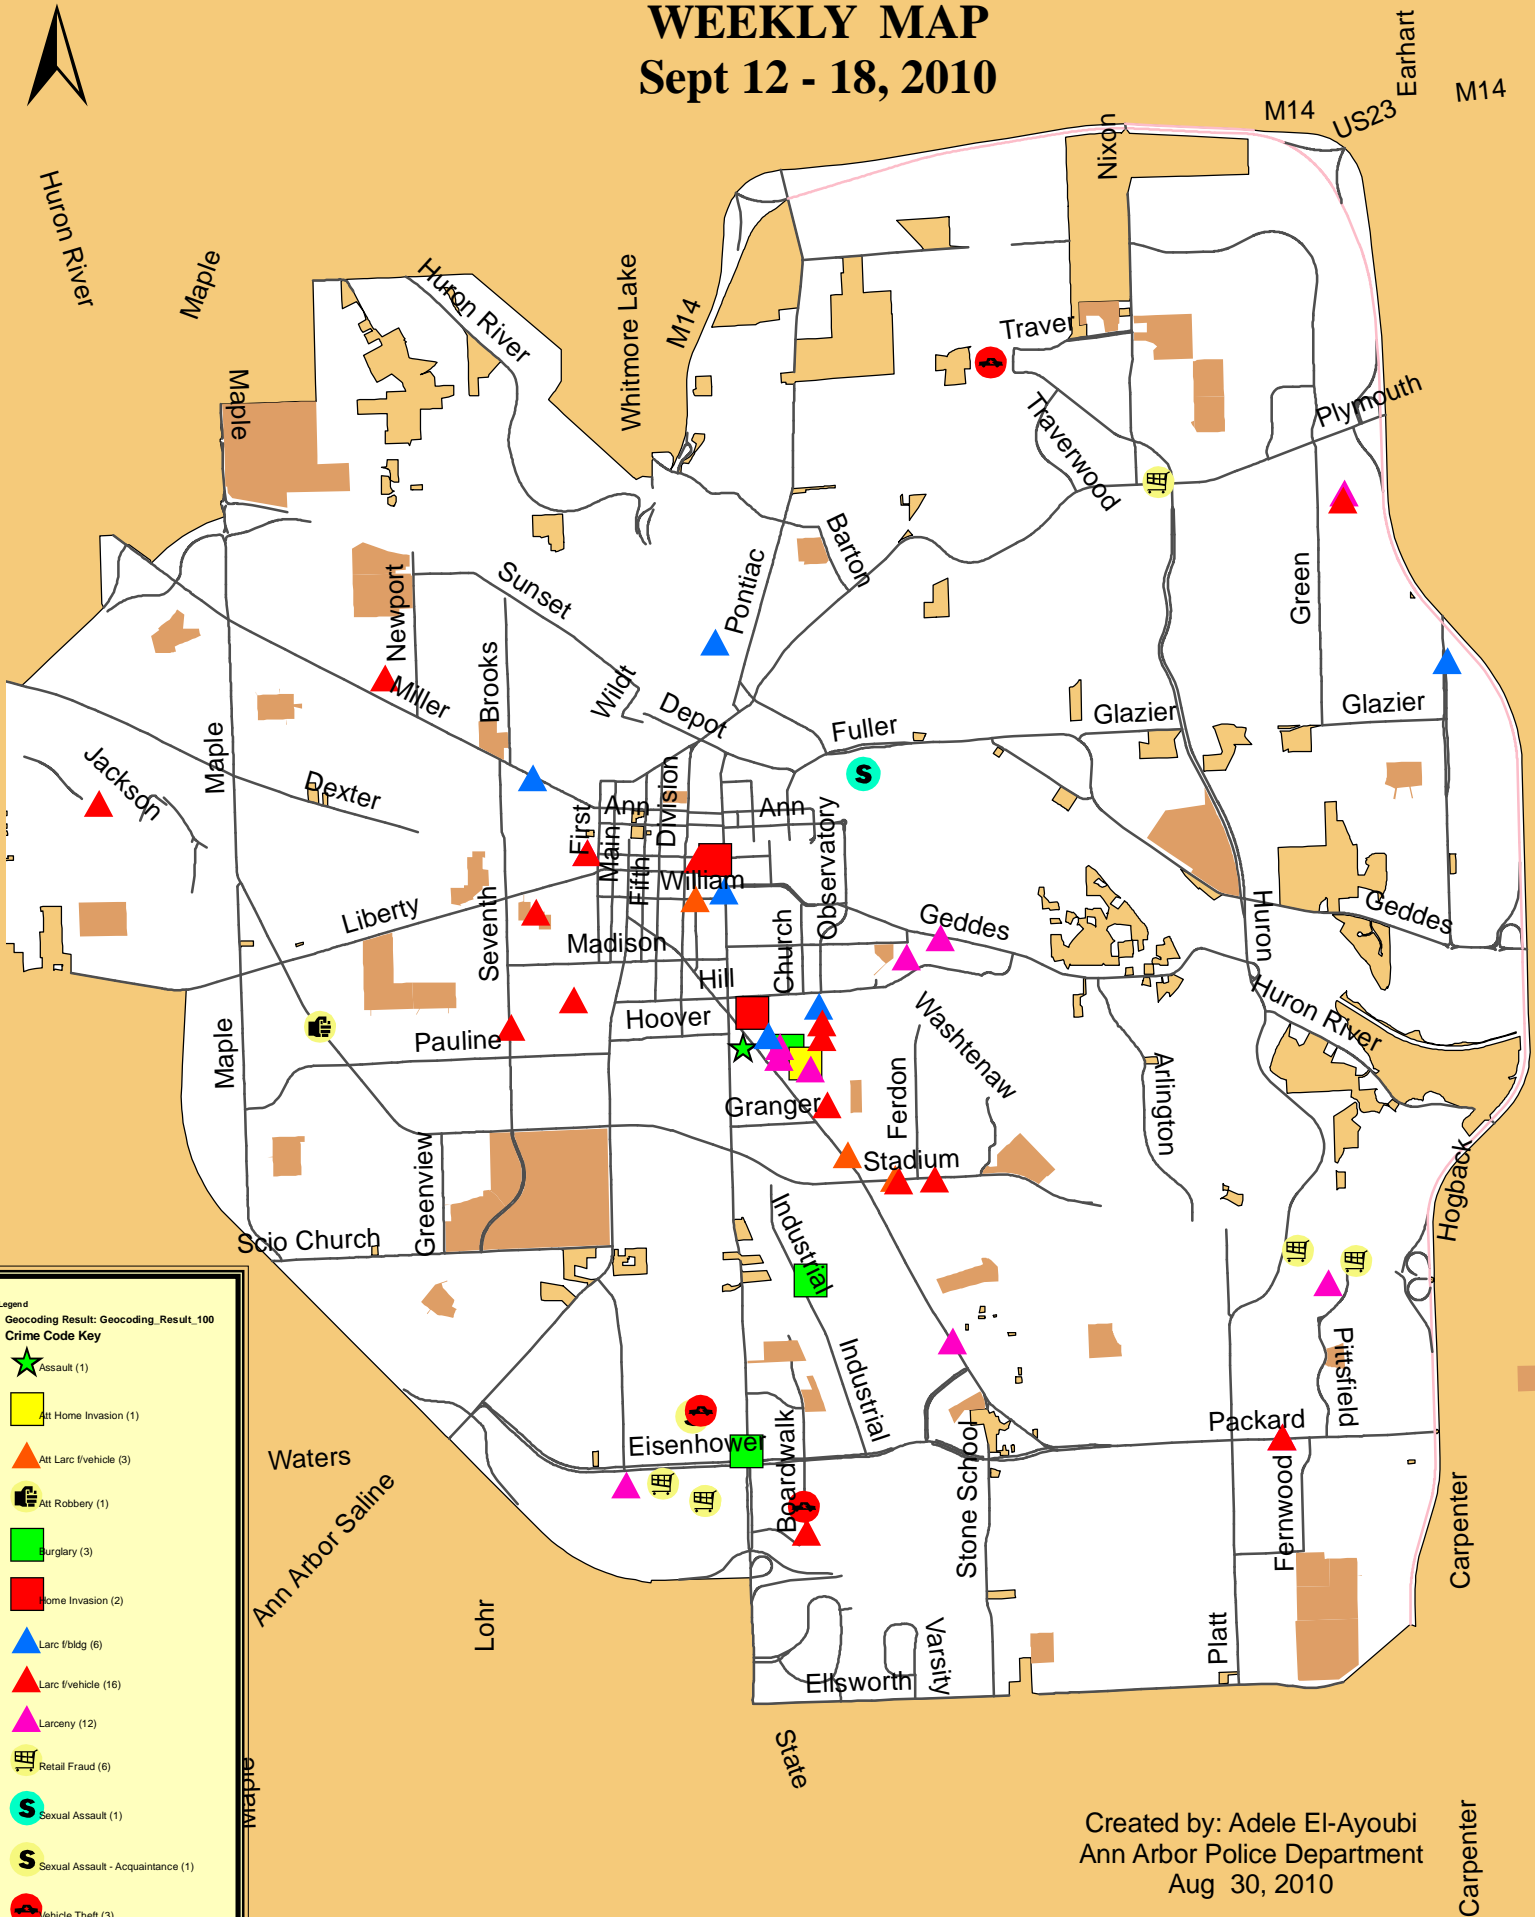 WEEKLY MAP
Sept 12 - 18, 2010
Earhart
M14
M14
US23
Nixon
Huron River
Maple
Huron River
Whitmore Lake
M14
Traver
Maple
Plymouth
Traverwood
Barton
Pontiac
Sunset
Newport
Green
Brooks
Wildt
Miller
Depot
Fuller
Glazier
Glazier
Maple
Jackson
Dexter
Division
Ann
Ann
First
Main
Fifth
Observatory
William
Liberty
Seventh
Church
Geddes
Geddes
Huron
Madison
Hill
Hoover
Huron River
Washtenaw
Pauline
Maple
Ferdon
Arlington
Granger
Stadium
Greenview
Hogback
Scio Church
Industrial
Industrial
Pittsfield
Packard
Eisenhower
Boardwalk
Stone School
Fernwood
Waters
Ann Arbor Saline
Carpenter
Lohr
Platt
Varsity
Ellsworth
State
Maple
Carpenter
Legend
Geocoding Result: Geocoding_Result_100
Crime Code Key
Assault (1)
Att Home Invasion (1)
Att Larc f/vehicle (3)
Att Robbery (1)
Burglary (3)
Home Invasion (2)
Larc f/bldg (6)
Larc f/vehicle (16)
Larceny (12)
Retail Fraud (6)
S
Sexual Assault (1)
S
Sexual Assault - Acquaintance (1)
Vehicle Theft (3)
S
Created by: Adele El-Ayoubi
Ann Arbor Police Department
Aug 30, 2010